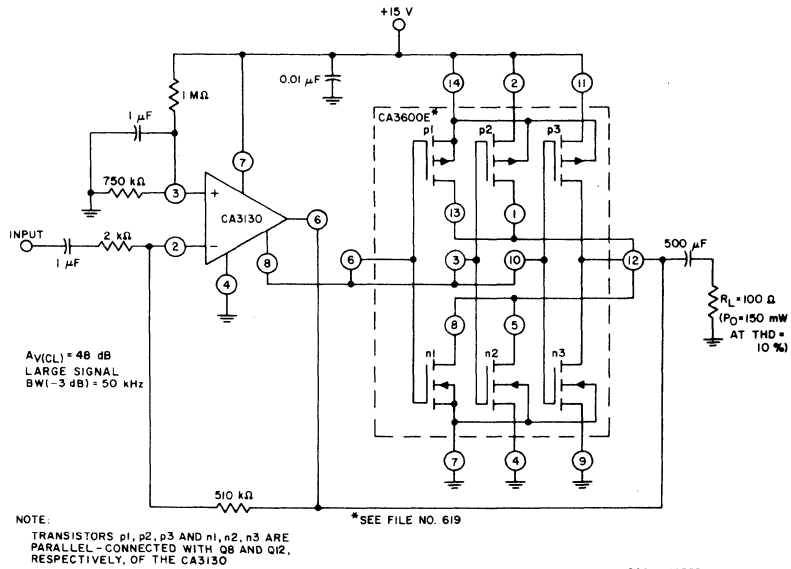 +15 V
0.01 µF
1 MΩ
1 µF
14
2
11
CA3600E*
p1
p2
p3
7
750 kΩ
3
+
CA3130
6
13
1
INPUT
2 kΩ
2
−
1 µF
8
6
3
10
12
500 µF
4
8
5
RL=100 Ω
(PO=150 mW
AT THD=
10 %)
n1
n2
n3
AV(CL) = 48 dB
LARGE SIGNAL
BW(-3 dB) = 50 kHz
7
4
9
510 kΩ
*SEE FILE NO. 619
NOTE:
TRANSISTORS p1, p2, p3 AND n1, n2, n3 ARE
PARALLEL-CONNECTED WITH Q8 AND Q12,
RESPECTIVELY, OF THE CA3130